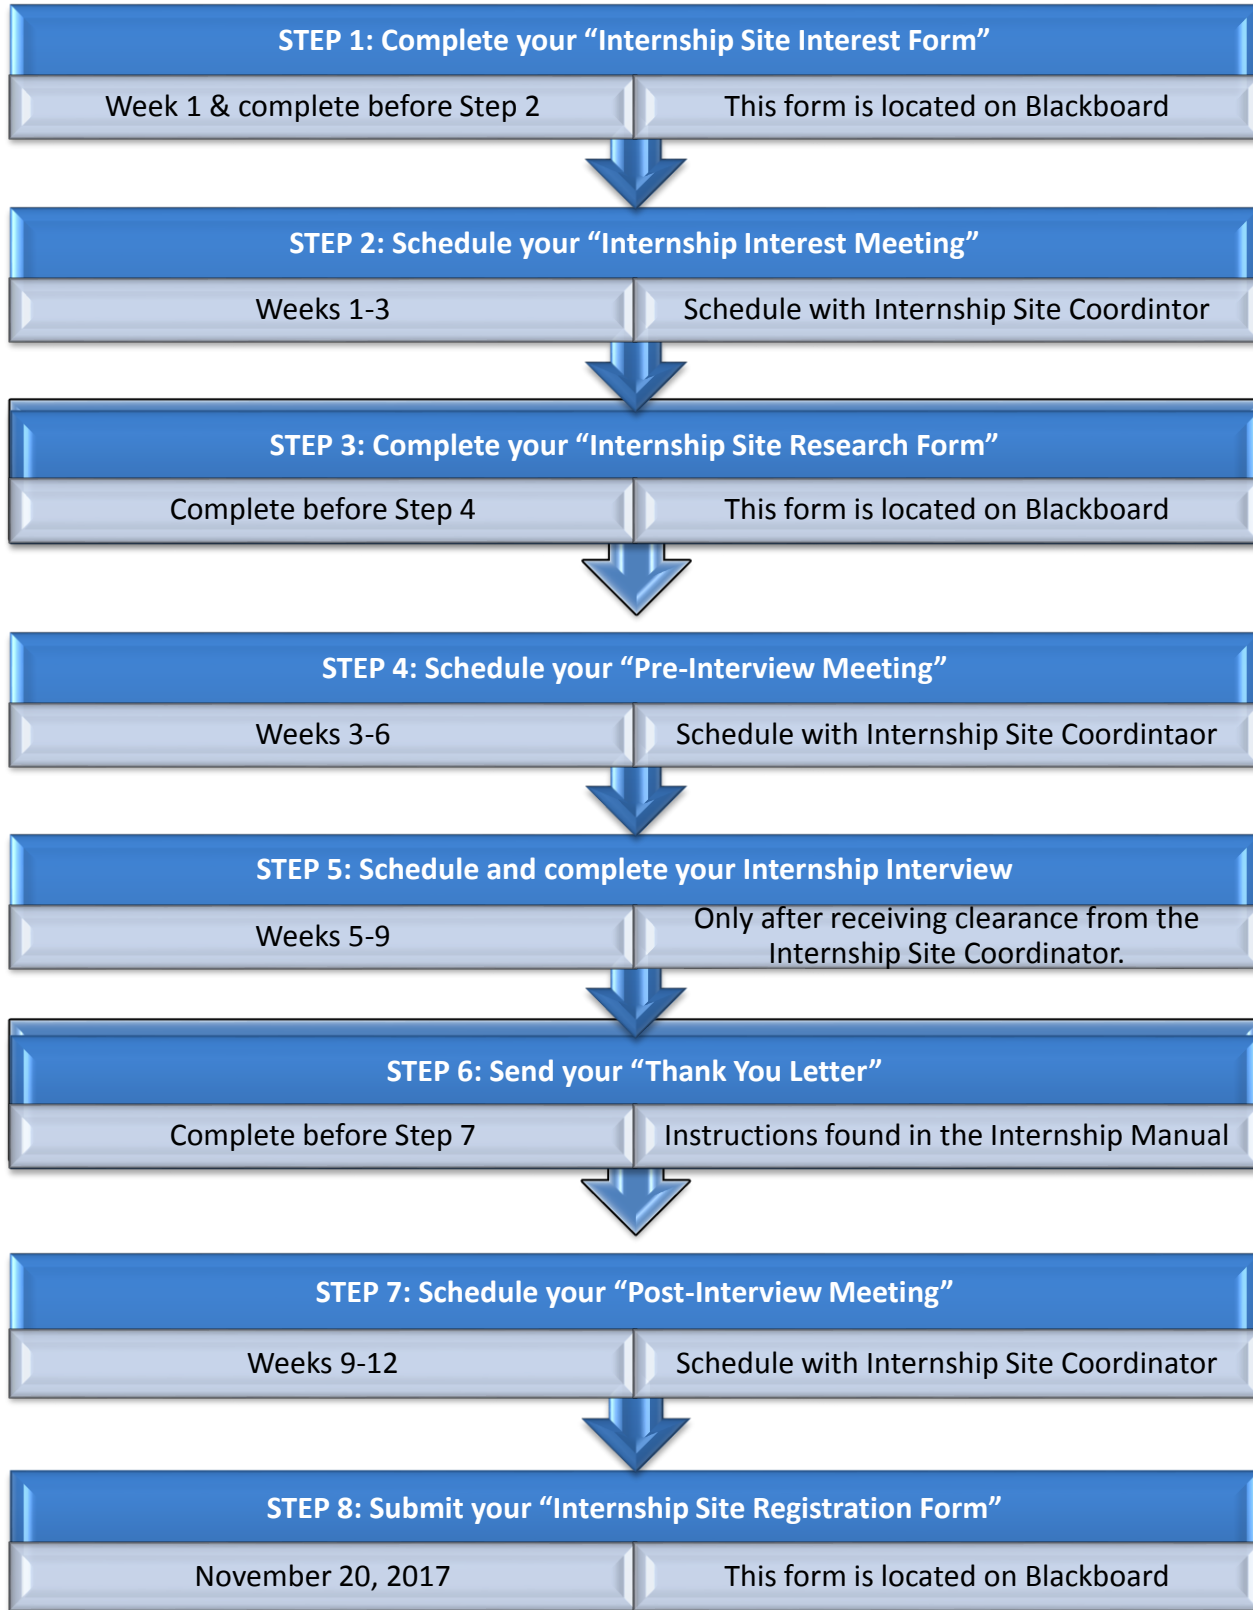 STEP 1: Complete your “Internship Site Interest Form”
Week 1 & complete before Step 2
This form is located on Blackboard
STEP 2: Schedule your “Internship Interest Meeting”
Weeks 1-3
Schedule with Internship Site Coordintor
STEP 3: Complete your “Internship Site Research Form”
Complete before Step 4
This form is located on Blackboard
STEP 4: Schedule your “Pre-Interview Meeting”
Weeks 3-6
Schedule with Internship Site Coordintaor
STEP 5: Schedule and complete your Internship Interview
Weeks 5-9
Only after receiving clearance from the
Internship Site Coordinator.
STEP 6: Send your “Thank You Letter”
Complete before Step 7
Instructions found in the Internship Manual
STEP 7: Schedule your “Post-Interview Meeting”
Weeks 9-12
Schedule with Internship Site Coordinator
STEP 8: Submit your “Internship Site Registration Form”
November 20, 2017
This form is located on Blackboard